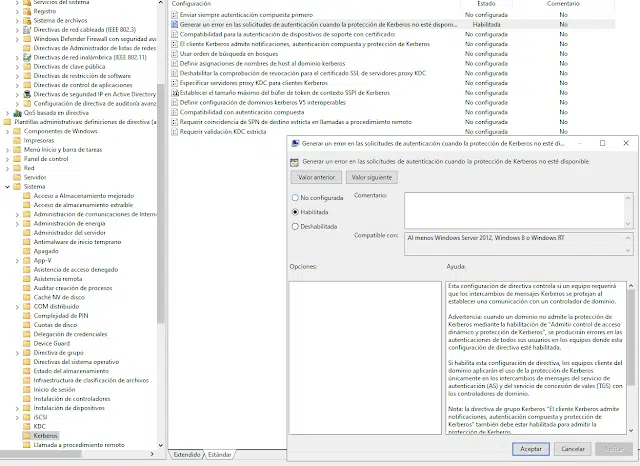 Servicios del sistema
Registro
Sistema de archivos
Directivas de red cableada (IEEE 802.3)
Windows Defender Firewall con seguridad ava
Directivas de Administrador de listas de redes
Directivas de red inalámbrica (IEEE 802.11)
Directivas de clave pública
Directivas de restricción de software
Directivas de control de aplicaciones
Directivas de seguridad IP en Active Directory
Configuración de directiva de auditoría avanz
QoS basada en directiva
Plantillas administrativas: definiciones de directiva (a
Componentes de Windows
Impresoras
Menú Inicio y barra de tareas
Panel de control
Red
Servidor
Sistema
Acceso a Almacenamiento mejorado
Acceso de almacenamiento extraíble
Administración de comunicaciones de Intern
Administración de energía
Administrador del servidor
Antimalware de inicio temprano
Apagado
App-V
Asistencia de acceso denegado
Asistencia remota
Auditar creación de procesos
Caché NV de disco
COM distribuido
Complejidad de PIN
Cuotas de disco
Delegación de credenciales
Device Guard
Directiva de grupo
Directivas del sistema operativo
Estado del almacenamiento
Infraestructura de clasificación de archivos
Inicio de sesión
Instalación de controladores
Instalación de dispositivos
iSCSI
KDC
Kerberos
Llamada a procedimiento remoto
Configuración Estado Comentario
Enviar siempre autenticación compuesta primero No configurada No
Generar un error en las solicitudes de autenticación cuando la protección de Kerberos no esté disponi... Habilitada No
Compatibilidad para la autenticación de dispositivos de soporte con certificado No configurada No
El cliente Kerberos admite notificaciones, autenticación compuesta y protección de Kerberos No configurada No
Usar orden de búsqueda en bosques No configurada No
Definir asignaciones de nombres de host al dominio kerberos No configurada No
Deshabilitar la comprobación de revocación para el certificado SSL de servidores proxy KDC No configurada No
Especificar servidores proxy KDC para clientes Kerberos No configurada No
Establecer el tamaño máximo del búfer de token de contexto SSPI de Kerberos No configurada No
Definir configuración de dominios kerberos V5 interoperables No configurada No
Compatibilidad con autenticación compuesta No configurada No
Requerir coincidencia de SPN de destino estricta en llamadas a procedimiento remoto No configurada No
Requerir validación KDC estricta No configurada No
Extendido Estándar
Generar un error en las solicitudes de autenticación cuando la protección de Kerberos no esté di...
Generar un error en las solicitudes de autenticación cuando la protección de Kerberos no esté disponible
Valor anterior Valor siguiente
No configurada Comentario:
Habilitada
Deshabilitada
Compatible con: Al menos Windows Server 2012, Windows 8 o Windows RT
Opciones: Ayuda:
Esta configuración de directiva controla si un equipo requerirá
que los intercambios de mensajes Kerberos se protejan al
establecer una comunicación con un controlador de dominio.
Advertencia: cuando un dominio no admite la protección de
Kerberos mediante la habilitación de "Admitir control de acceso
dinámico y protección de Kerberos", se producirán errores en las
autenticaciones de todos sus usuarios en los equipos donde esta
configuración de directiva esté habilitada.
Si habilita esta configuración de directiva, los equipos cliente del
dominio aplicarán el uso de la protección de Kerberos
únicamente en los intercambios de mensajes del servicio de
autenticación (AS) y del servicio de concesión de vales (TGS) con
los controladores de dominio.
Nota: la directiva de grupo Kerberos "El cliente Kerberos admite
notificaciones, autenticación compuesta y protección de
Kerberos" también debe estar habilitada para admitir la
protección de Kerberos.
Aceptar Cancelar Aplicar